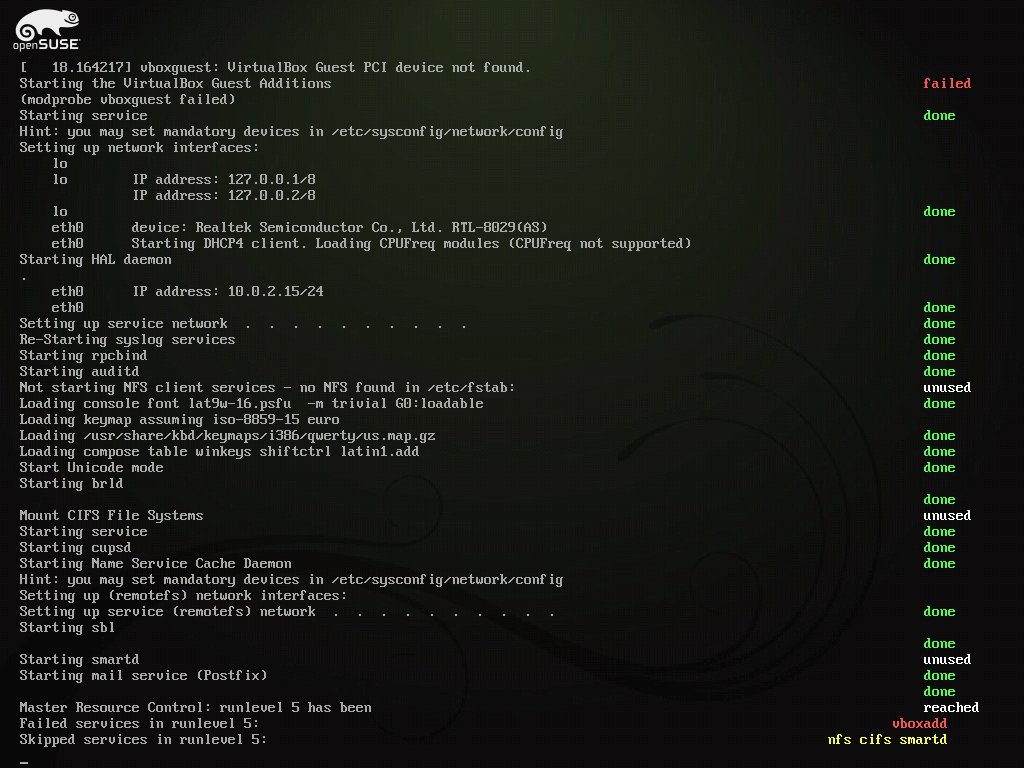 openSUSE
[   18.164217] vboxguest: VirtualBox Guest PCI device not found.
Starting the VirtualBox Guest Additions failed
(modprobe vboxguest failed)
Starting service done
Hint: you may set mandatory devices in /etc/sysconfig/network/config
Setting up network interfaces:
lo
lo IP address: 127.0.0.1/8
IP address: 127.0.0.2/8
lo done
eth0 device: Realtek Semiconductor Co., Ltd. RTL-8029(AS)
eth0 Starting DHCP4 client. Loading CPUFreq modules (CPUFreq not supported)
Starting HAL daemon done
.
eth0 IP address: 10.0.2.15/24
eth0 done
Setting up service network . . . . . . . . . . done
Re-Starting syslog services done
Starting rpcbind done
Starting auditd done
Not starting NFS client services - no NFS found in /etc/fstab: unused
Loading console font lat9w-16.psfu  -m trivial G0:loadable done
Loading keymap assuming iso-8859-15 euro
Loading /usr/share/kbd/keymaps/i386/qwerty/us.map.gz done
Loading compose table winkeys shiftctrl latin1.add done
Start Unicode mode done
Starting brld
done
Mount CIFS File Systems unused
Starting service done
Starting cupsd done
Starting Name Service Cache Daemon done
Hint: you may set mandatory devices in /etc/sysconfig/network/config
Setting up (remotefs) network interfaces:
Setting up service (remotefs) network . . . . . . . . . . done
Starting sbl
done
Starting smartd unused
Starting mail service (Postfix) done
done
Master Resource Control: runlevel 5 has been reached
Failed services in runlevel 5: vboxadd
Skipped services in runlevel 5: nfs cifs smartd
_